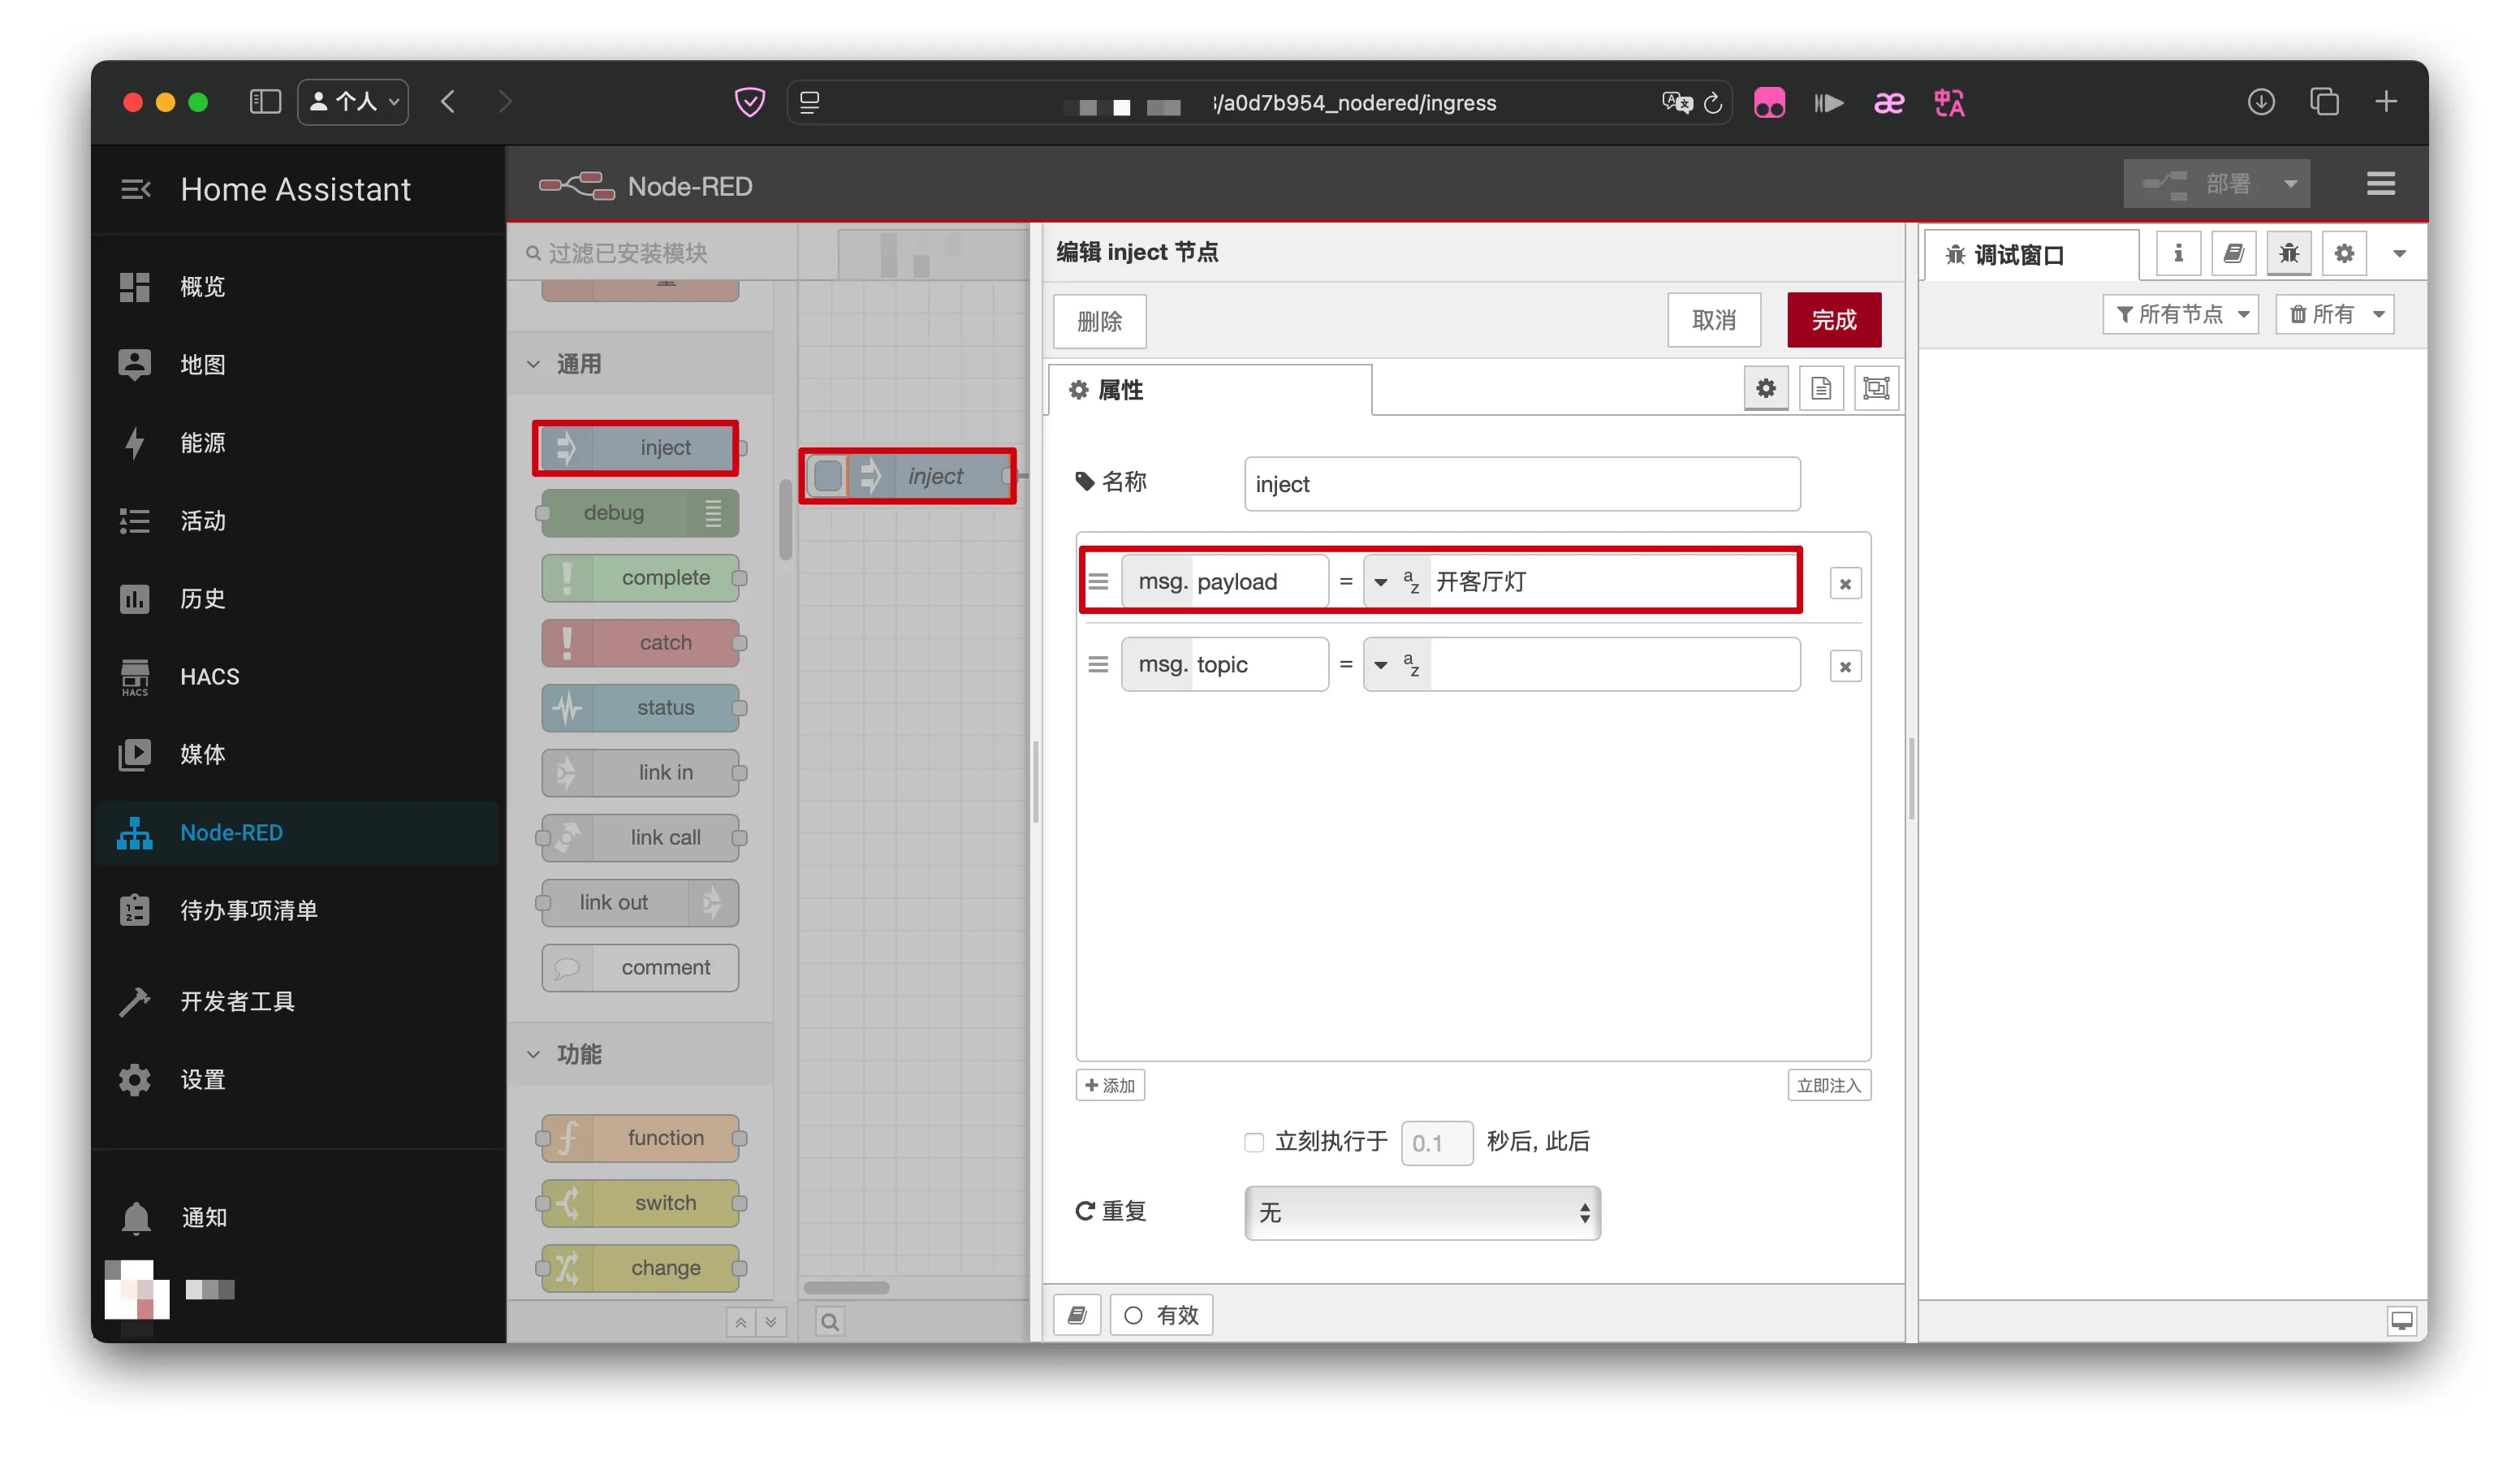 个人
/a0d7b954_nodered/ingress
Home Assistant
Node-RED
部署
概览
地图
能源
活动
历史
HACS
HACS
媒体
Node-RED
待办事项清单
开发者工具
设置
通知
过滤已安装模块
通用
inject
debug
complete
catch
status
link in
link call
link out
comment
功能
function
switch
change
inject
编辑 inject 节点
删除
取消
完成
属性
名称
inject
msg. payload = 开客厅灯
msg. topic =
添加
立即注入
立刻执行于 0.1 秒后, 此后
重复
无
有效
调试窗口
所有节点
所有